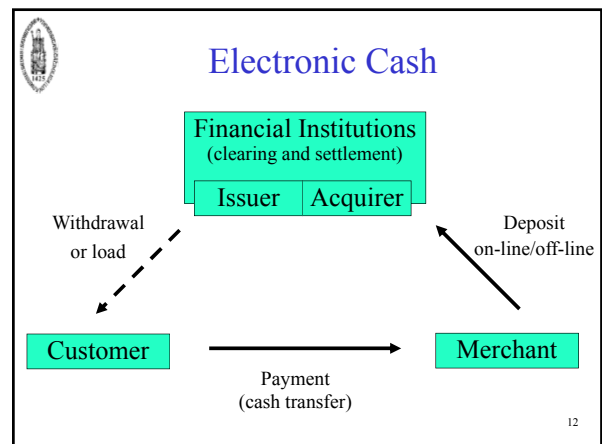 Electronic Cash
Financial Institutions
(clearing and settlement)
Issuer Acquirer
Withdrawal
or load
Deposit
on-line/off-line
Customer
Merchant
Payment
(cash transfer)
12
1425